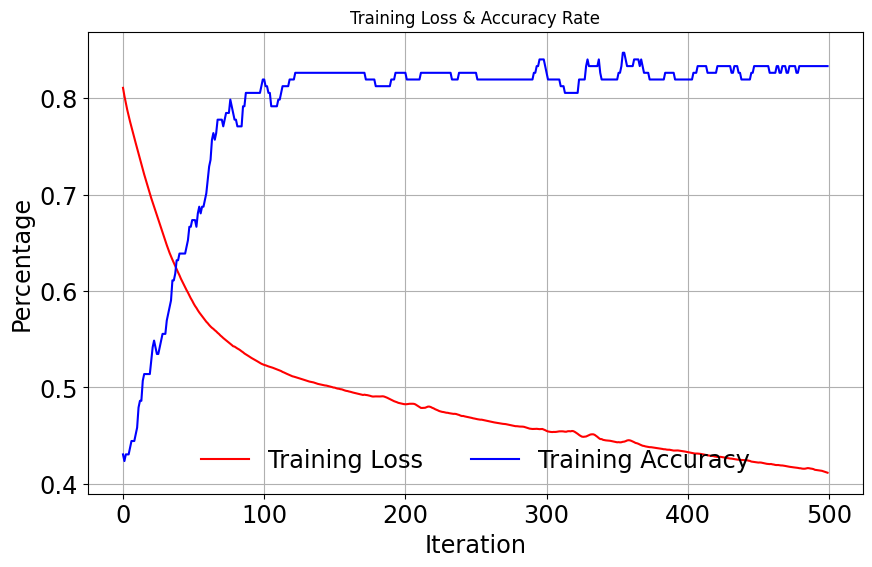 Training Loss & Accuracy Rate
Percentage
0.8
0.7
0.6
0.5
0.4
Training Loss
Training Accuracy
0 100 200 300 400 500
Iteration